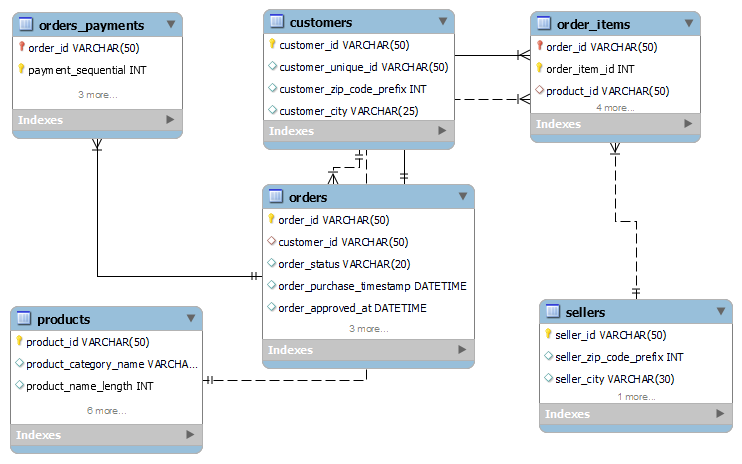 orders_payments
order_id VARCHAR(50)
payment_sequential INT
3 more...
Indexes
customers
customer_id VARCHAR(50)
customer_unique_id VARCHAR(50)
customer_zip_code_prefix INT
customer_city VARCHAR(25)
Indexes
order_items
order_id VARCHAR(50)
order_item_id INT
product_id VARCHAR(50)
4 more...
Indexes
orders
order_id VARCHAR(50)
customer_id VARCHAR(50)
order_status VARCHAR(20)
order_purchase_timestamp DATETIME
order_approved_at DATETIME
3 more...
Indexes
products
product_id VARCHAR(50)
product_category_name VARCHA...
product_name_length INT
6 more...
Indexes
sellers
seller_id VARCHAR(50)
seller_zip_code_prefix INT
seller_city VARCHAR(30)
1 more...
Indexes